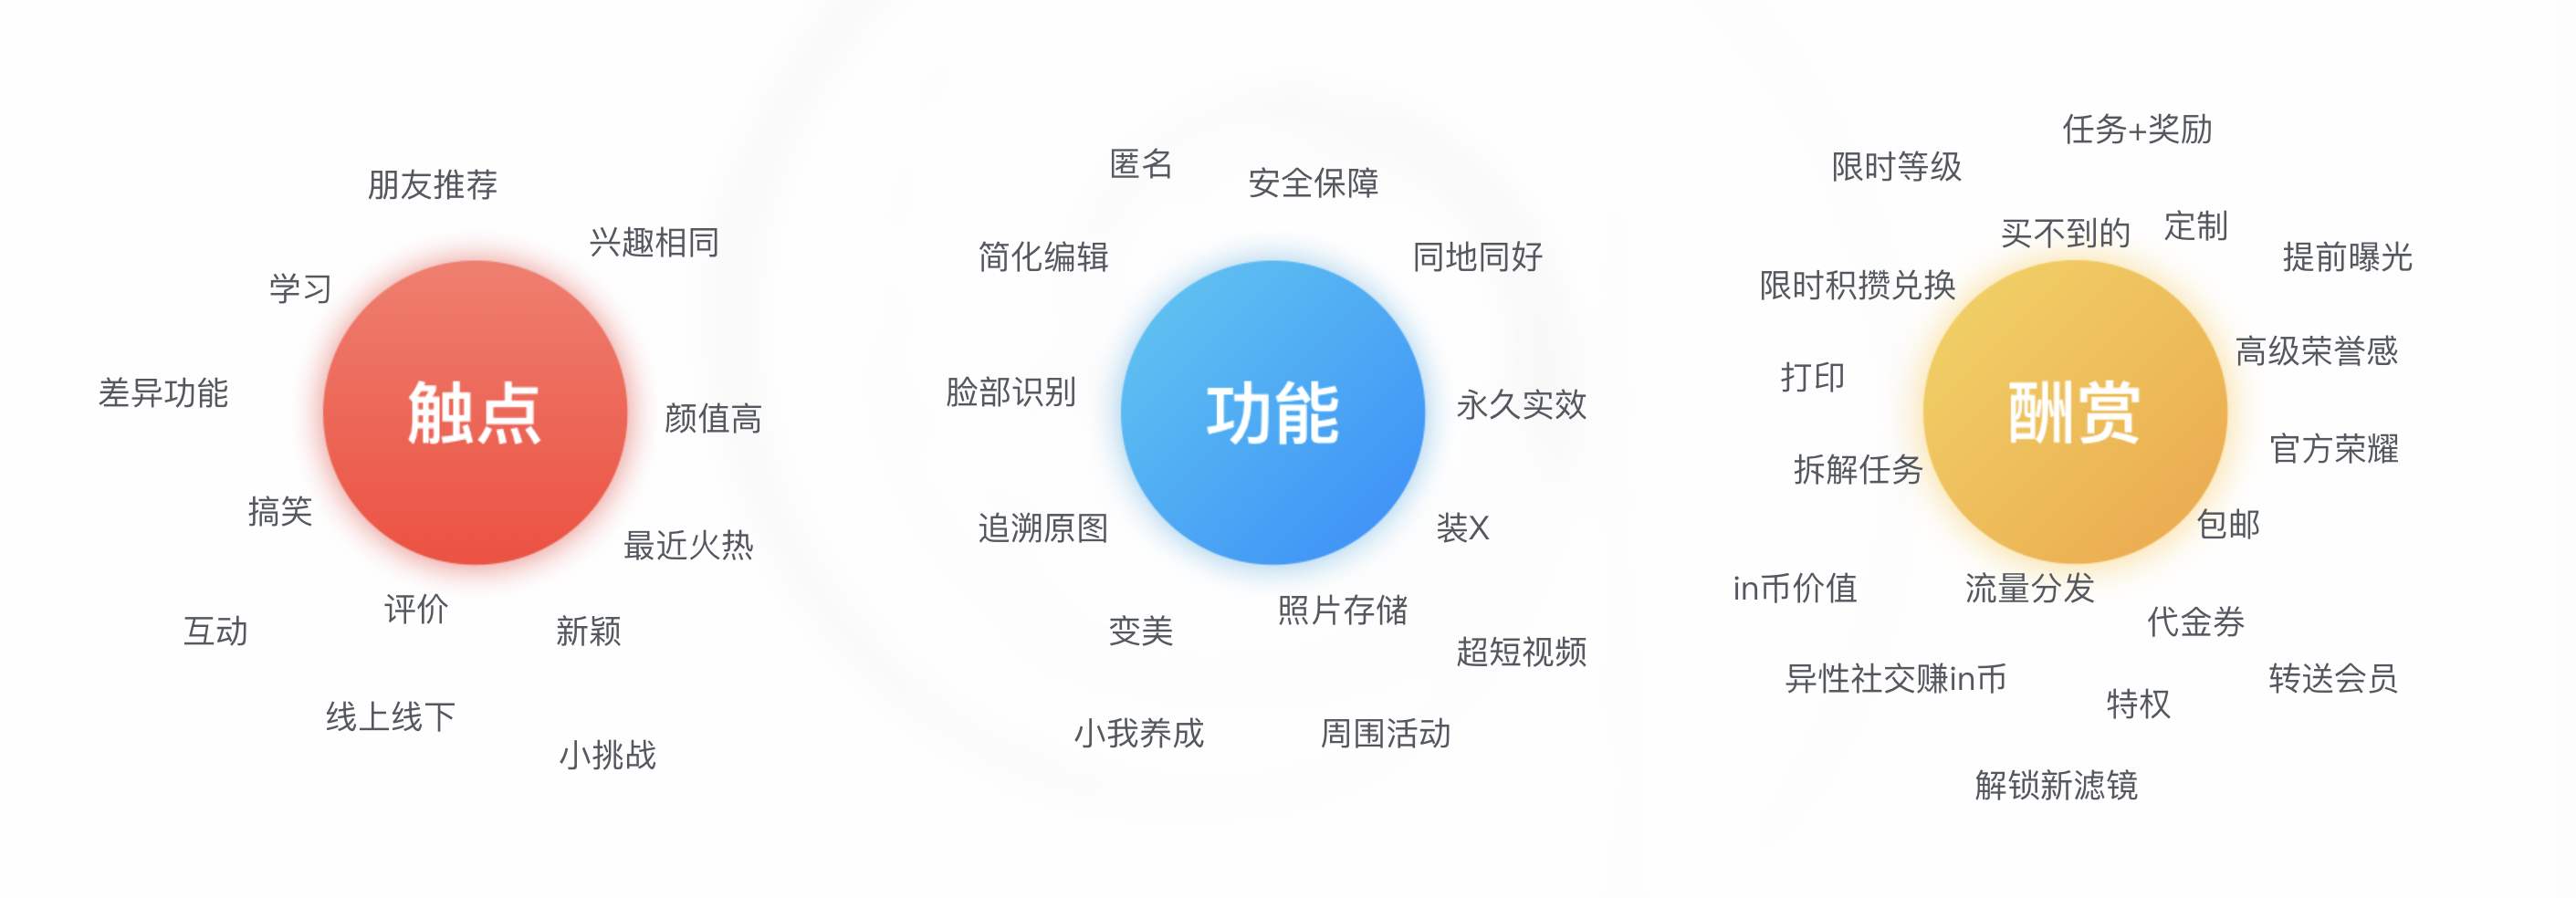 朋友推荐
兴趣相同
学习
差异功能
触点
颜值高
搞笑
最近火热
评价
互动
新颖
线上线下
小挑战
匿名
安全保障
简化编辑
同地同好
脸部识别
功能
永久实效
追溯原图
装X
照片存储
变美
超短视频
小我养成
周围活动
任务+奖励
限时等级
买不到的
定制
提前曝光
限时积攒兑换
高级荣誉感
打印
酬赏
官方荣耀
拆解任务
包邮
in币价值
流量分发
代金券
异性社交赚in币
转送会员
特权
解锁新滤镜